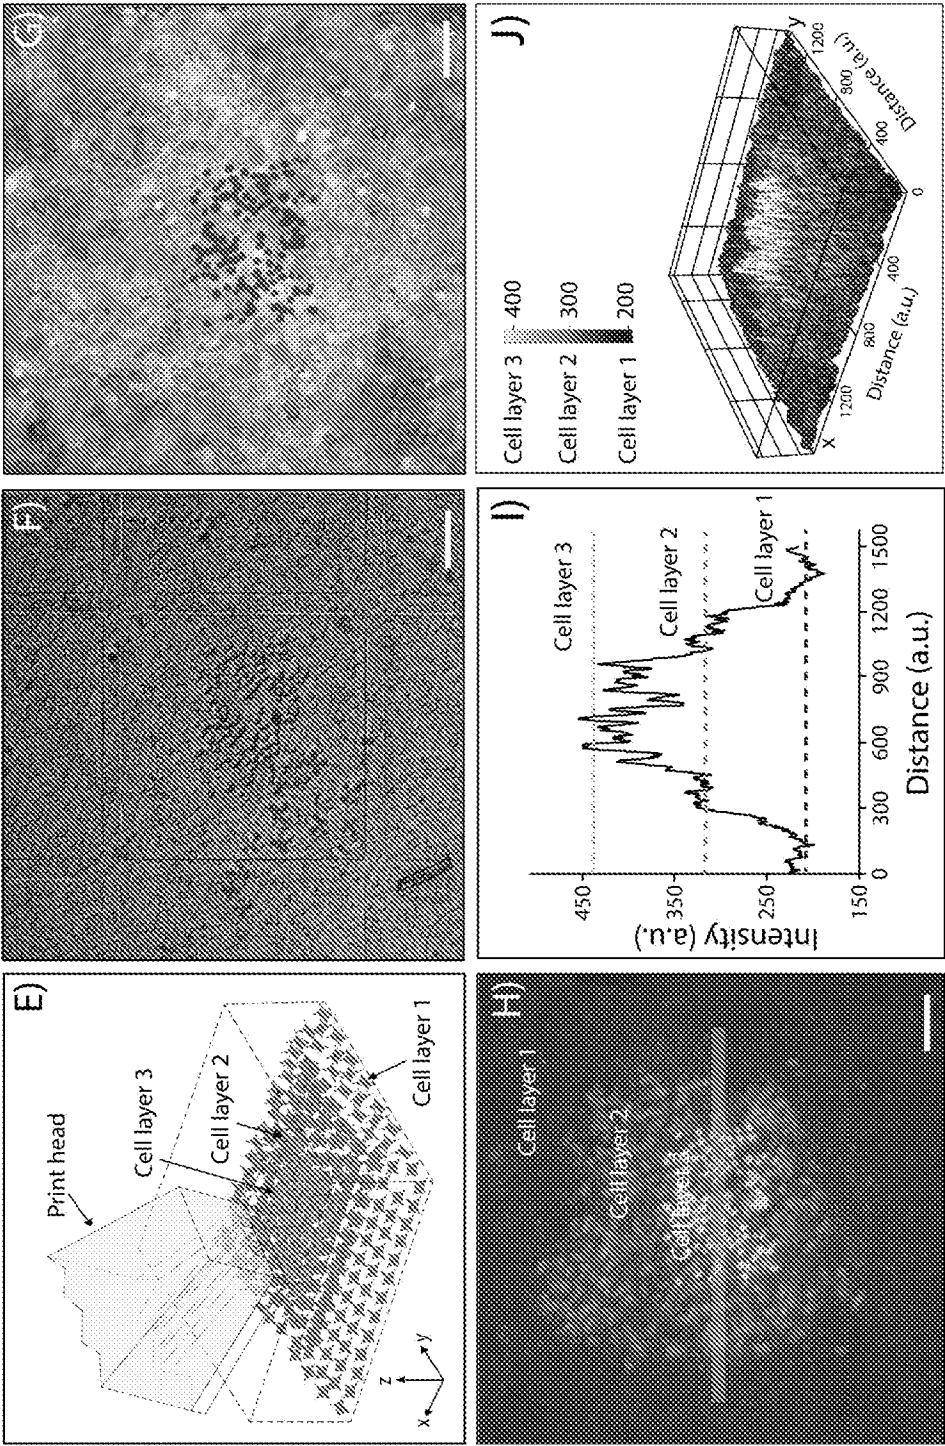 E)
Print head
Cell layer 3
Cell layer 2
Cell layer 1
z
x
y
F)
G)
H)
Cell layer 1
Cell layer 2
Cell layer 3
I)
Intensity (a.u.)
450
350
250
150
Cell layer 3
Cell layer 2
Cell layer 1
0
300
600
900
1200
1500
Distance (a.u.)
J)
Cell layer 3
400
Cell layer 2
300
Cell layer 1
200
x
1200
800
400
0
Distance (a.u.)
400
800
1200
y
Distance (a.u.)